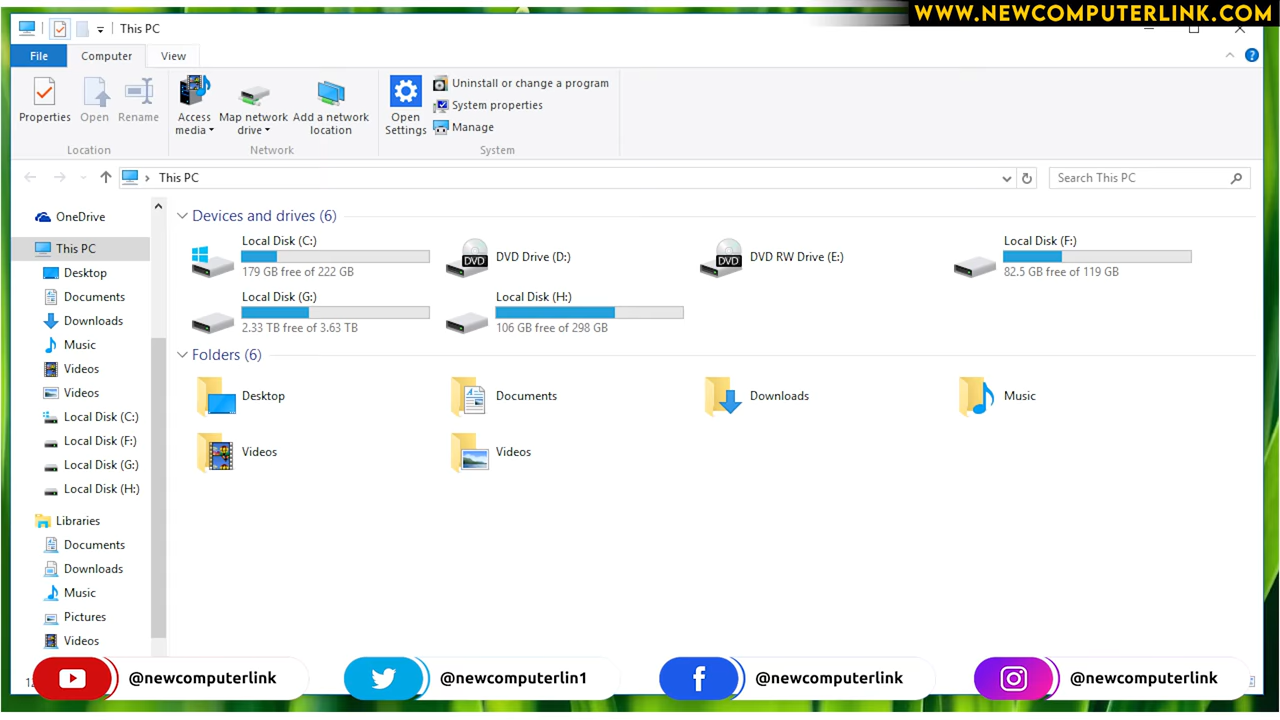 WWW.NEWCOMPUTERLINK.COM
This PC
File Computer View
Properties Open Rename Access media Map network drive Add a network location Open Settings
Uninstall or change a program
System properties
Manage
Location Network System
This PC
Search This PC
OneDrive
This PC
Desktop
Documents
Downloads
Music
Videos
Videos
Local Disk (C:)
Local Disk (F:)
Local Disk (G:)
Local Disk (H:)
Libraries
Documents
Downloads
Music
Pictures
Videos
Devices and drives (6)
Local Disk (C:)
179 GB free of 222 GB
DVD DVD Drive (D:)
DVD DVD RW Drive (E:)
Local Disk (F:)
82.5 GB free of 119 GB
Local Disk (G:)
2.33 TB free of 3.63 TB
Local Disk (H:)
106 GB free of 298 GB
Folders (6)
Desktop
Documents
Downloads
Music
Videos
Videos
@newcomputerlink
@newcomputerlin1
@newcomputerlink
@newcomputerlink